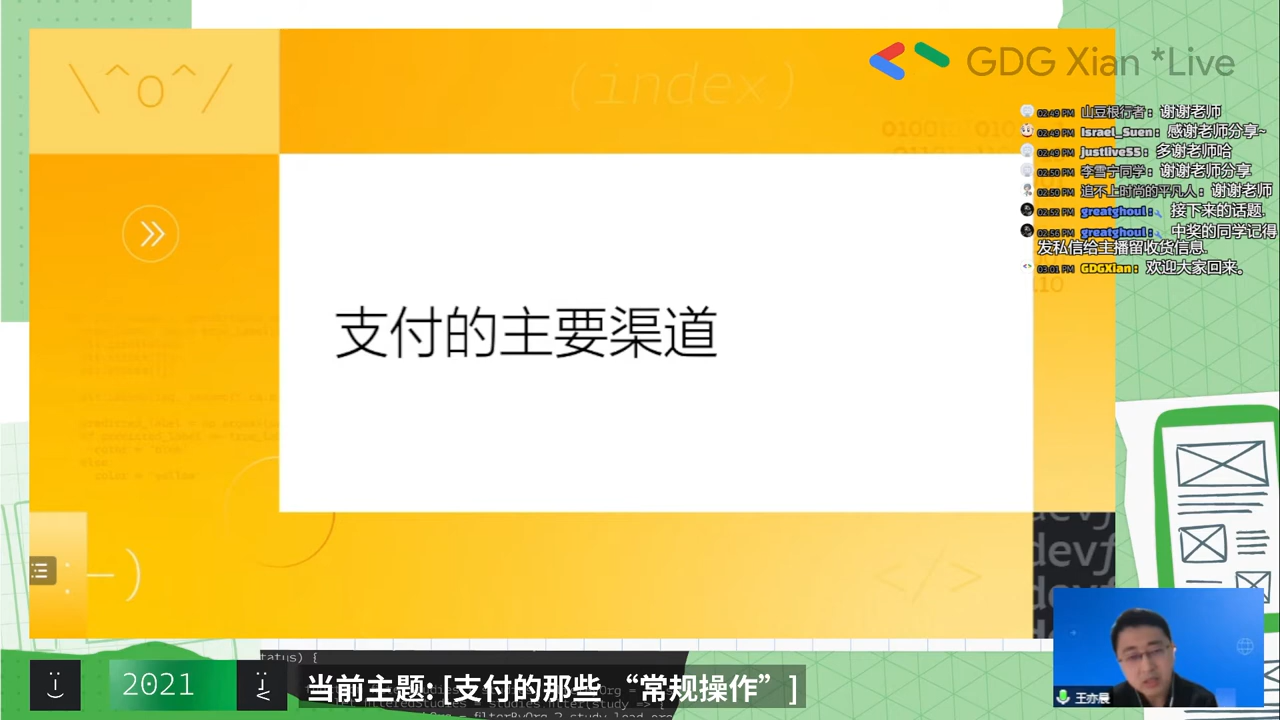 \^o^/
(index)
GDG Xian *Live
02:49 PM 山豆根行者: 谢谢老师
02:49 PM Israel_Suen: 感谢老师分享~
02:49 PM justlive55: 多谢老师哈
02:50 PM 李雪宁同学: 谢谢老师分享
02:50 PM 追不上时尚的平凡人: 谢谢老师
02:52 PM greatghoul: 接下来的话题.
02:56 PM greatghoul: 中奖的同学记得
发私信给主播留收货信息.
03:01 PM GDGXian: 欢迎大家回来。
支付的主要渠道
</>
devf
2021
当前主题: [支付的那些 “常规操作” ]
王亦晨